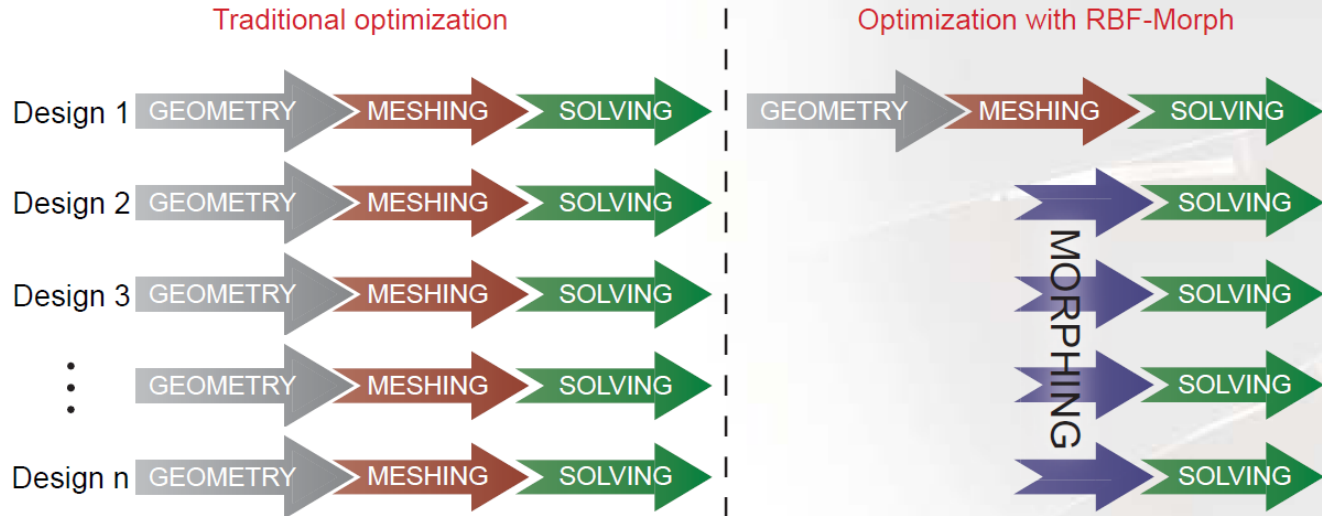 Traditional optimization
Optimization with RBF-Morph
Design 1 GEOMETRY MESHING SOLVING GEOMETRY MESHING SOLVING
Design 2 GEOMETRY MESHING SOLVING SOLVING
Design 3 GEOMETRY MESHING SOLVING SOLVING
GEOMETRY MESHING SOLVING SOLVING
Design n GEOMETRY MESHING SOLVING SOLVING
MORPHING